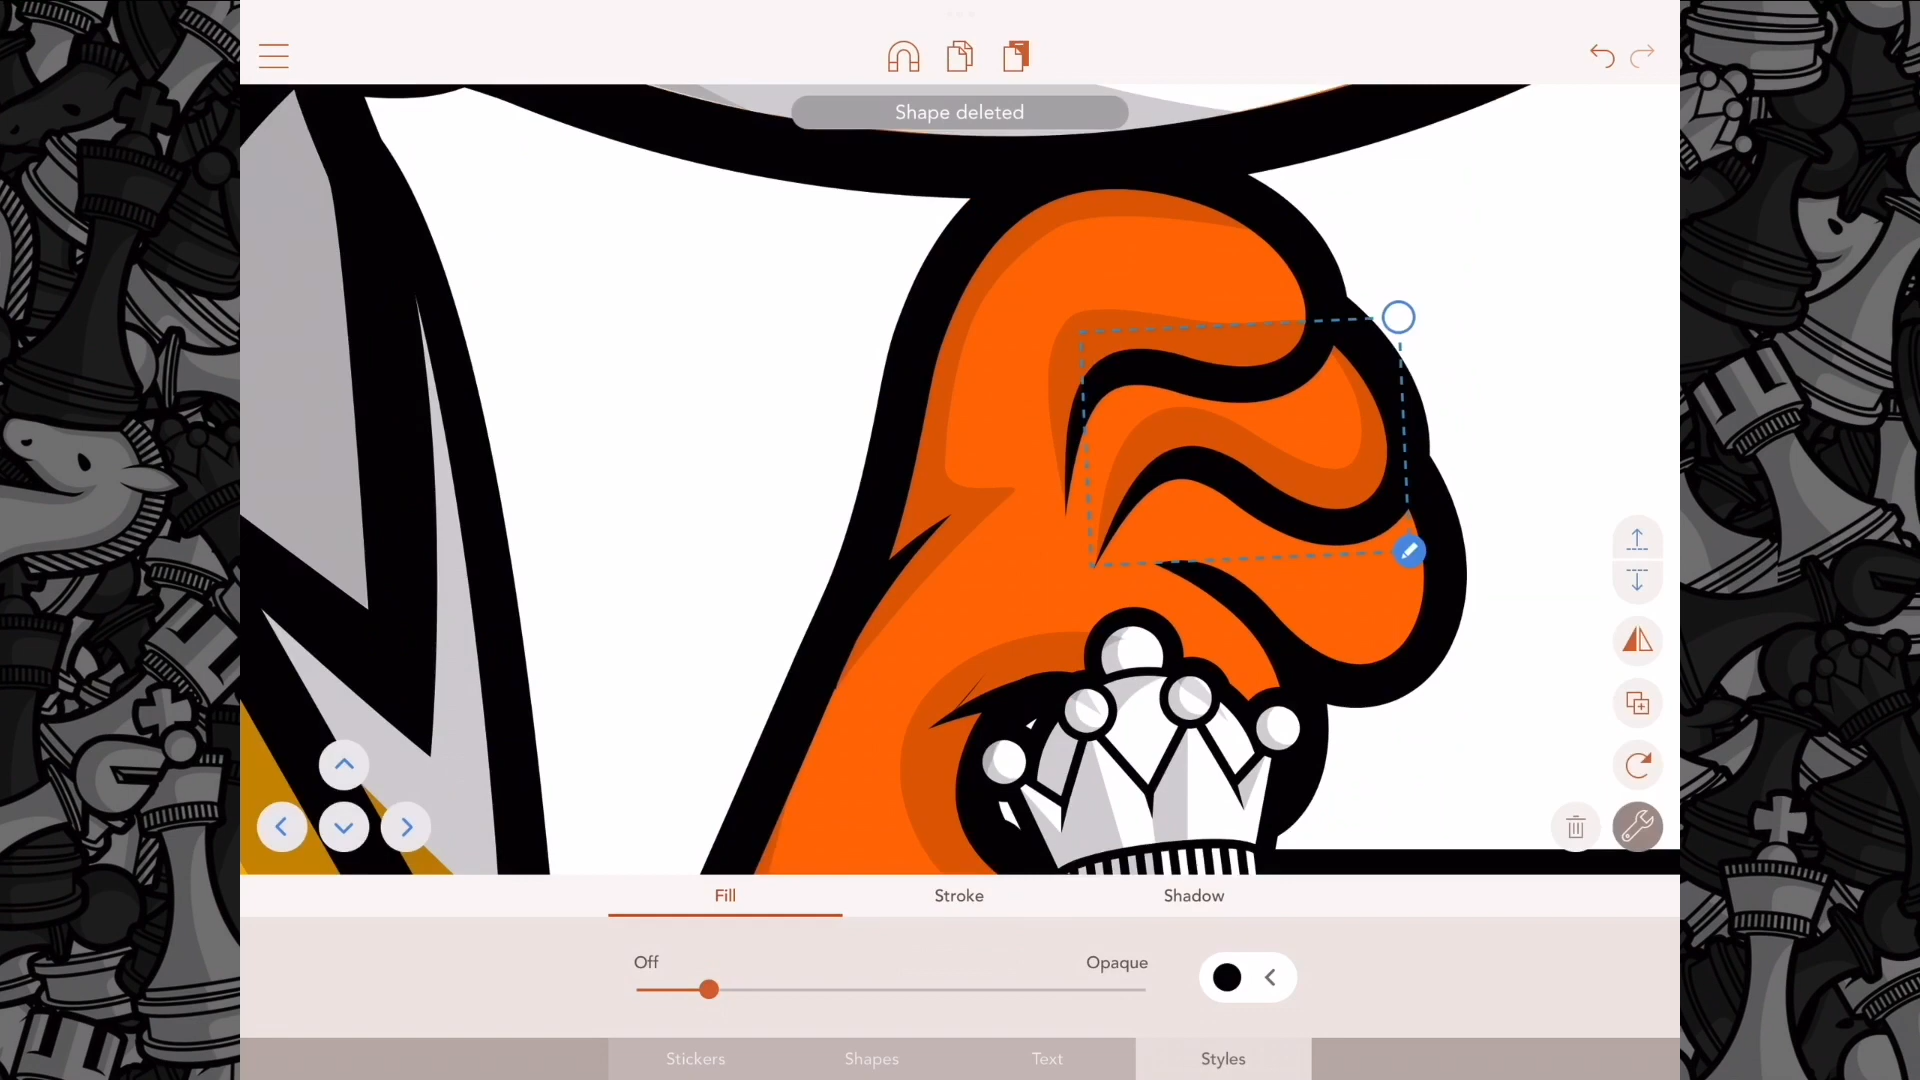 Shape deleted
Fill
Stroke
Shadow
Off
Opaque
Stickers
Shapes
Text
Styles